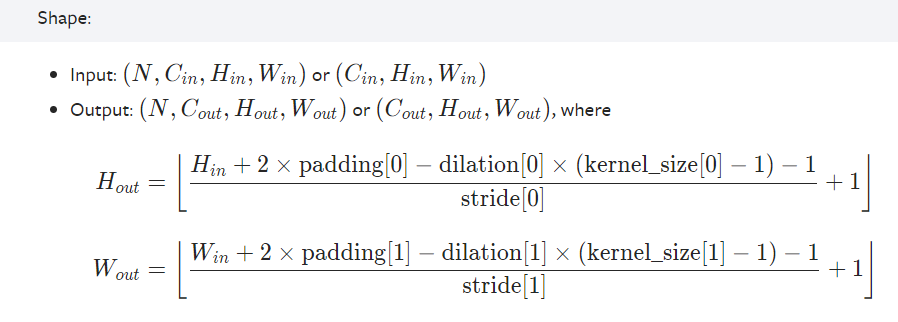 Shape:
• Input: (N, C_in, H_in, W_in) or (C_in, H_in, W_in)
• Output: (N, C_out, H_out, W_out) or (C_out, H_out, W_out), where
H_out = ⌊(H_in + 2 × padding[0] − dilation[0] × (kernel_size[0] − 1) − 1) / stride[0] + 1⌋
W_out = ⌊(W_in + 2 × padding[1] − dilation[1] × (kernel_size[1] − 1) − 1) / stride[1] + 1⌋